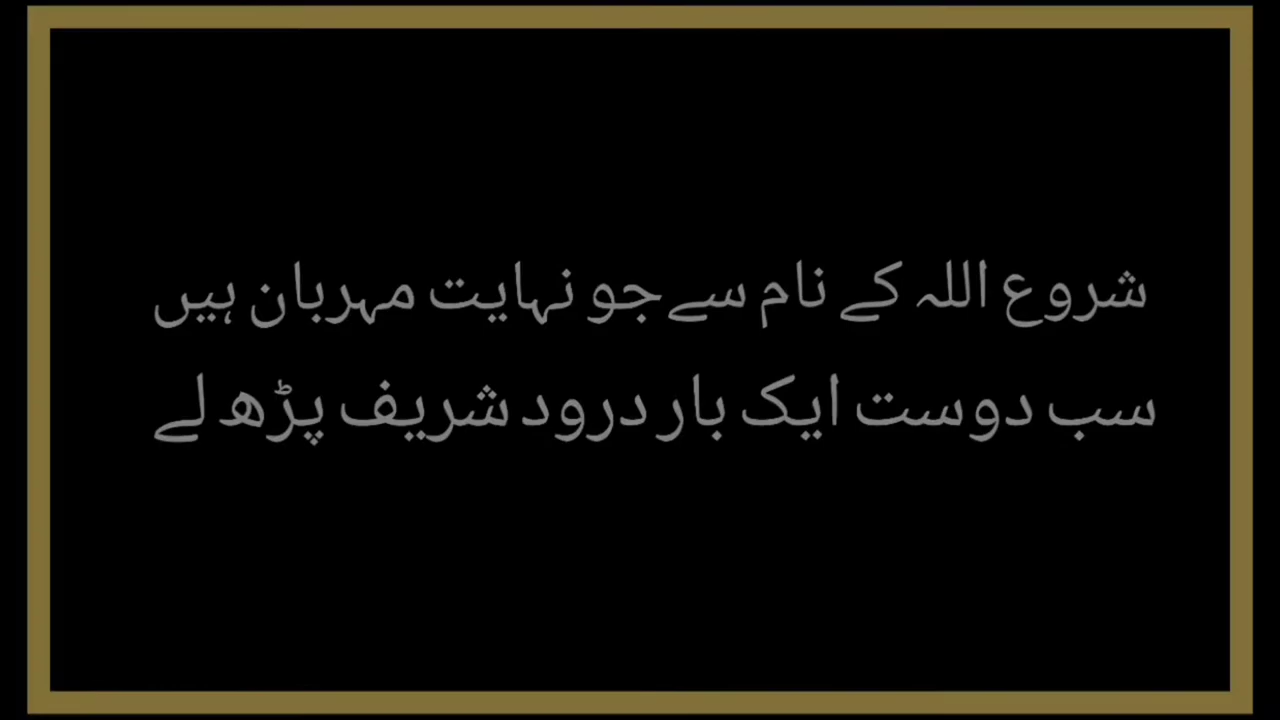 شروع اللہ کے نام سے جو نہایت مہربان ہیں
سب دوست ایک بار درود شریف پڑھ لے